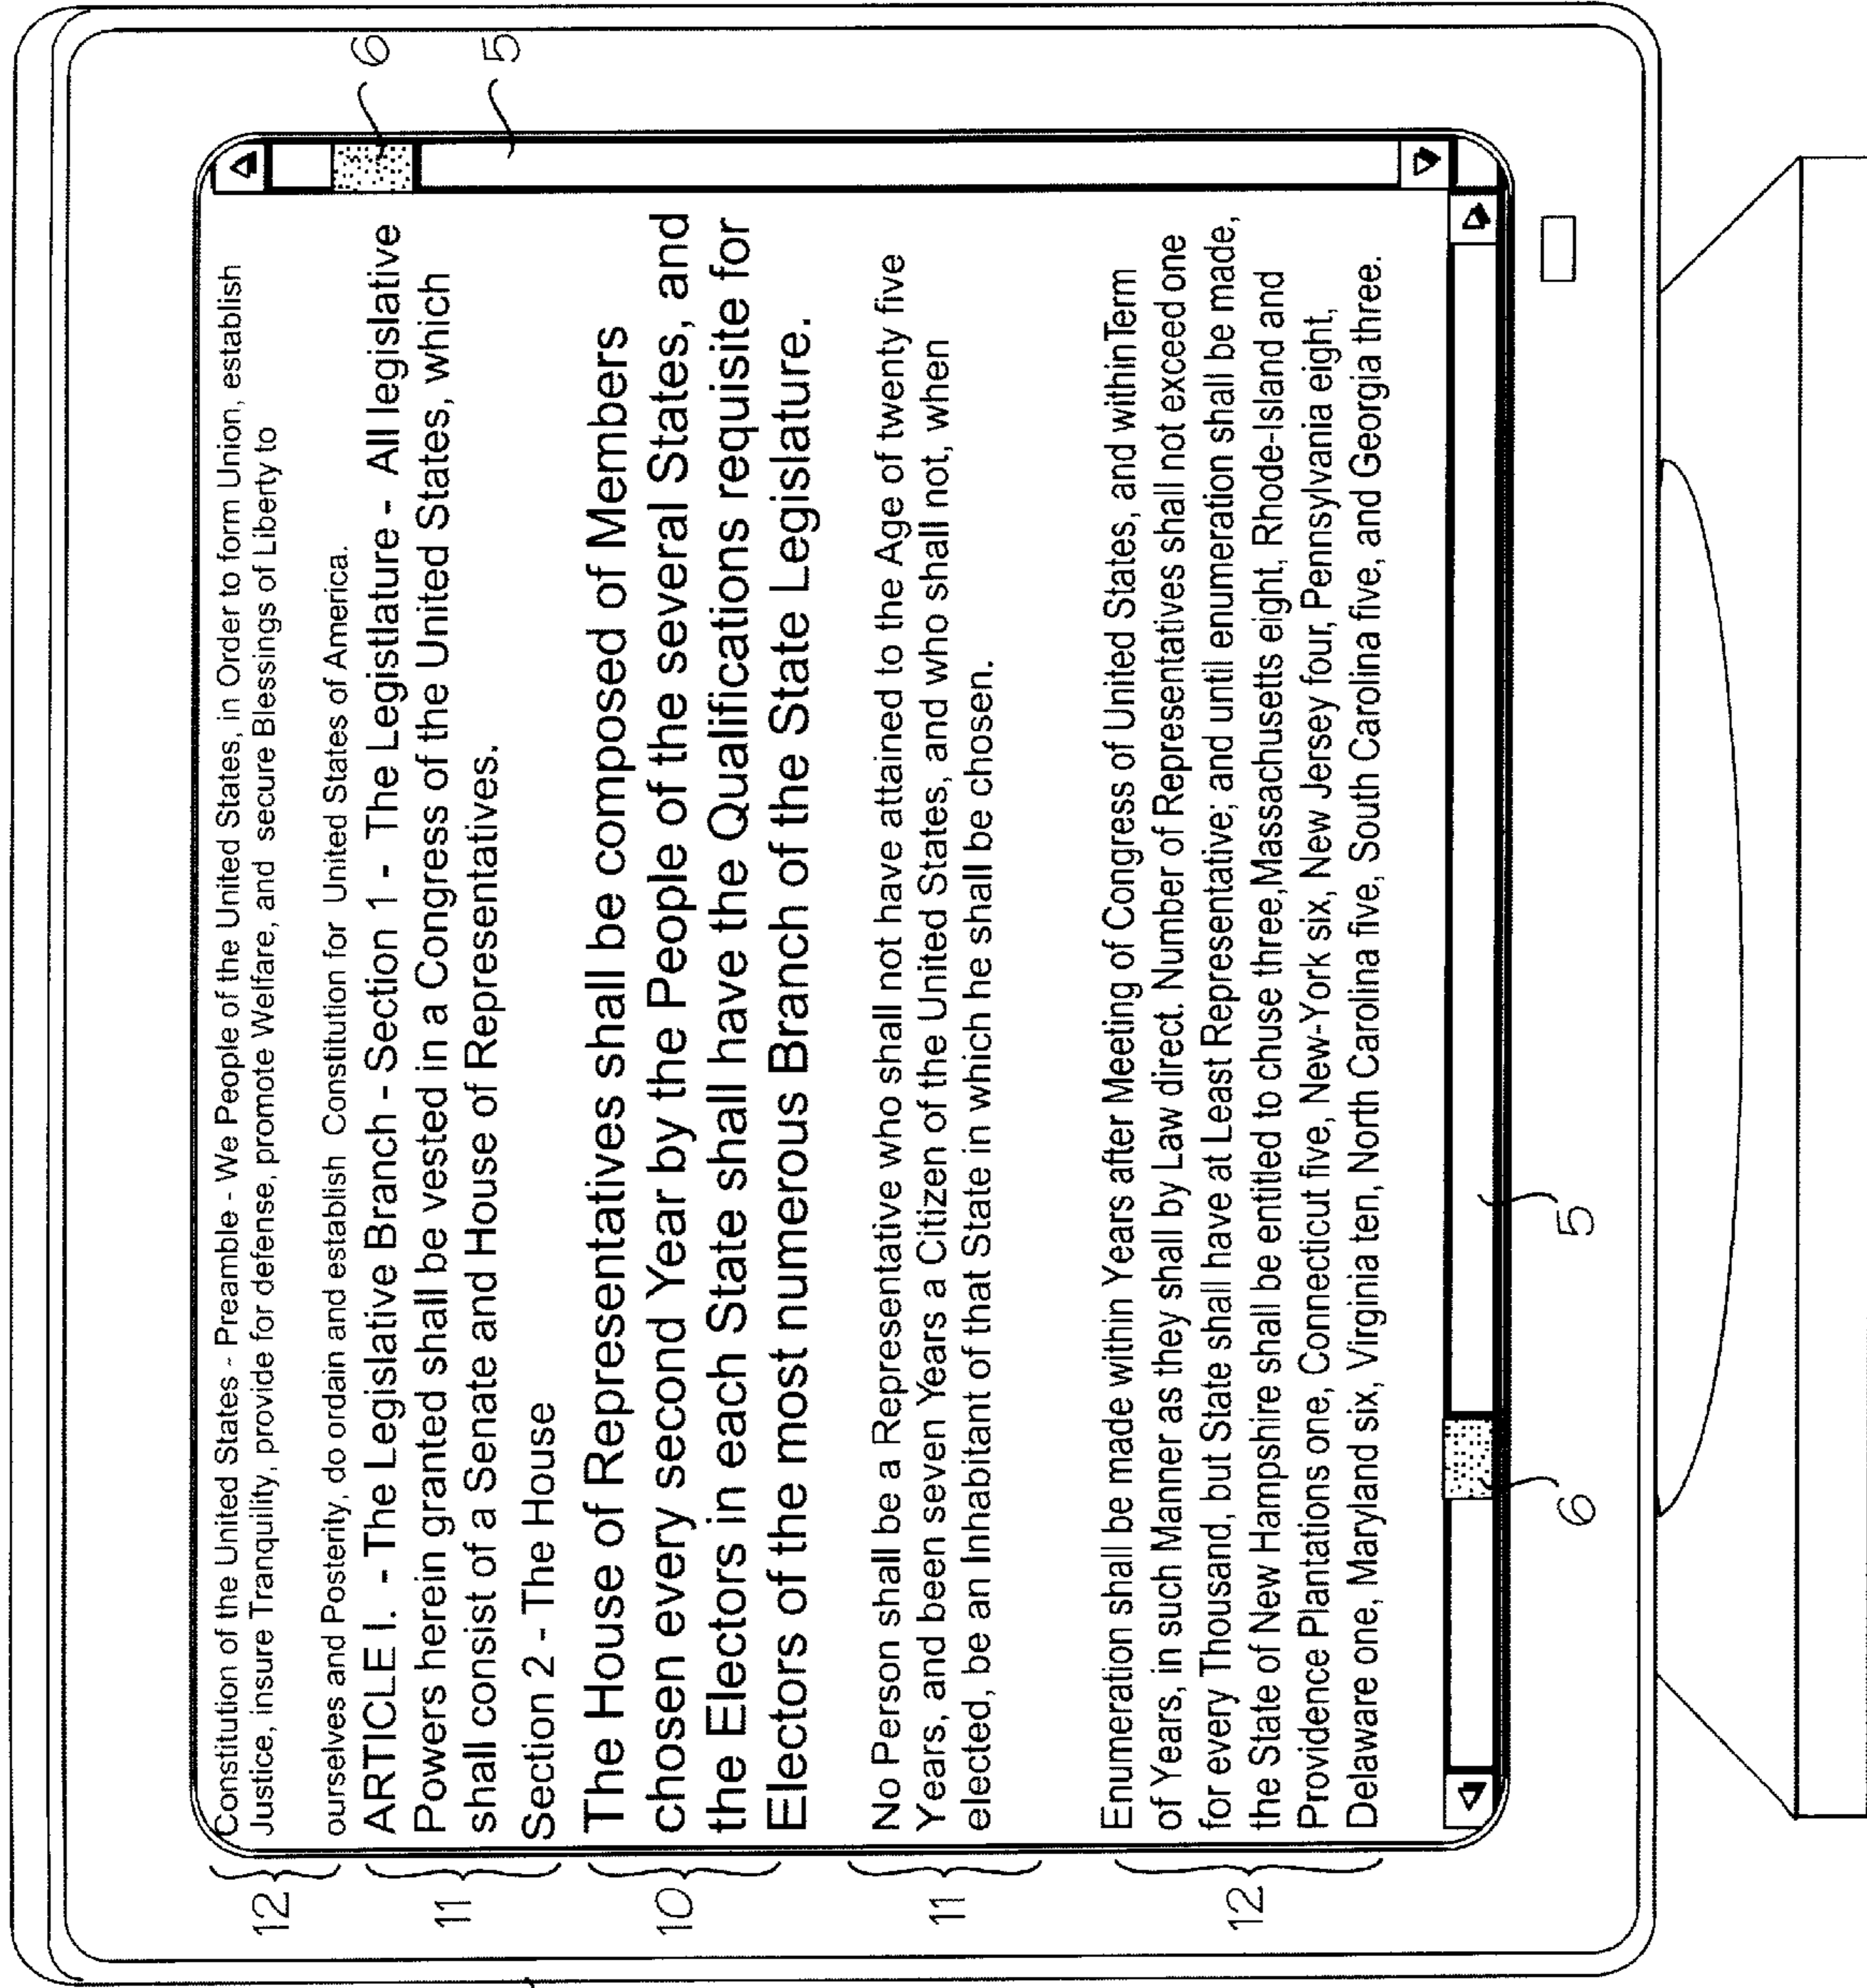 Constitution of the United States - Preamble - We People of the United States, in Order to form Union, establish
Justice, insure Tranquility, provide for defense, promote Welfare, and secure Blessings of Liberty to
ourselves and Posterity, do ordain and establish Constitution for United States of America.
ARTICLE I. - The Legislative Branch - Section 1 - The Legistlature - All legislative
Powers herein granted shall be vested in a Congress of the United States, which
shall consist of a Senate and House of Representatives.
Section 2 - The House
The House of Representatives shall be composed of Members
chosen every second Year by the People of the several States, and
the Electors in each State shall have the Qualifications requisite for
Electors of the most numerous Branch of the State Legislature.
No Person shall be a Representative who shall not have attained to the Age of twenty five
Years, and been seven Years a Citizen of the United States, and who shall not, when
elected, be an Inhabitant of that State in which he shall be chosen.
Enumeration shall be made within Years after Meeting of Congress of United States, and within Term
of Years, in such Manner as they shall by Law direct. Number of Representatives shall not exceed one
for every Thousand, but State shall have at Least Representative; and until enumeration shall be made,
the State of New Hampshire shall be entitled to chuse three, Massachusetts eight, Rhode-Island and
Providence Plantations one, Connecticut five, New-York six, New Jersey four, Pennsylvania eight,
Delaware one, Maryland six, Virginia ten, North Carolina five, South Carolina five, and Georgia three.
12
11
10
11
12
6
5
5
6